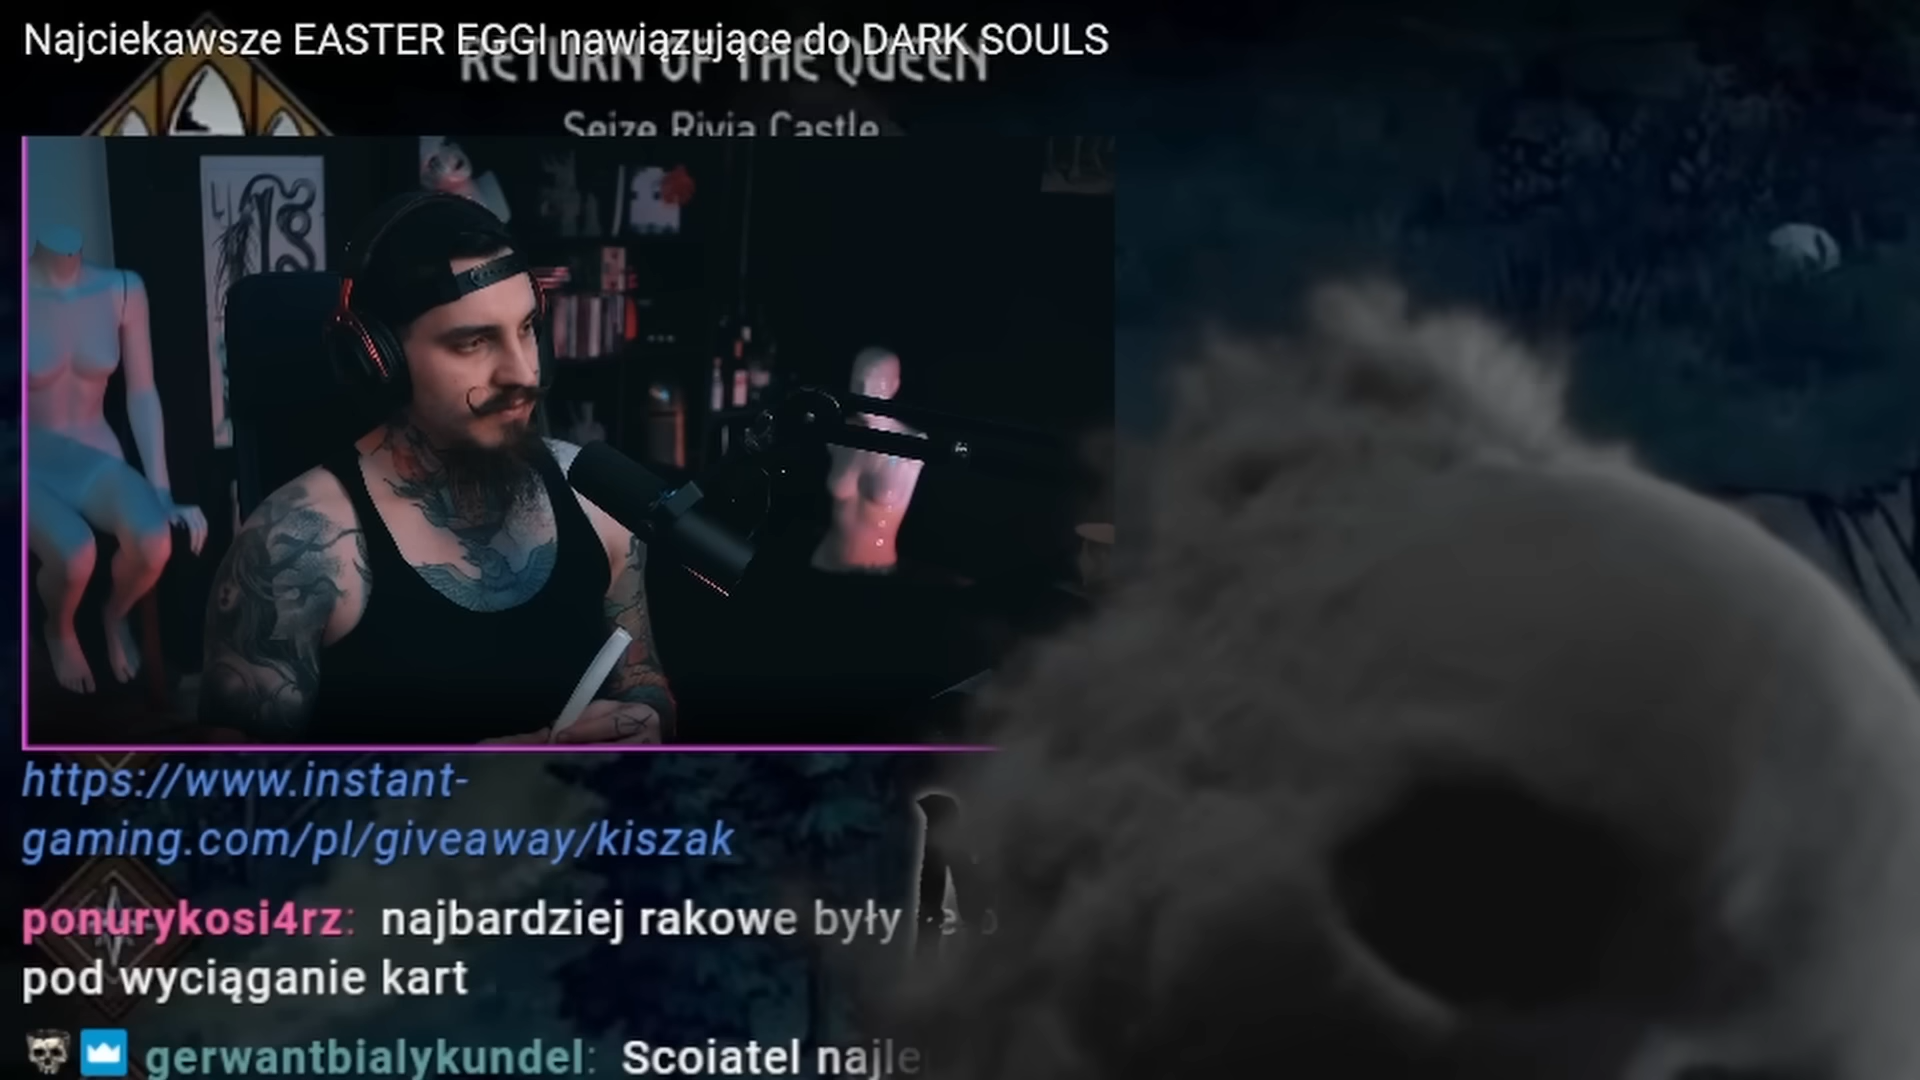 Najciekawsze EASTER EGGI nawiązujące do DARK SOULS
RETURN OF THE QUEEN
Seize Rivia Castle
https://www.instant-
gaming.com/pl/giveaway/kiszak
ponurykosi4rz: najbardziej rakowe były
pod wyciąganie kart
gerwantbialykundel: Scoiatel